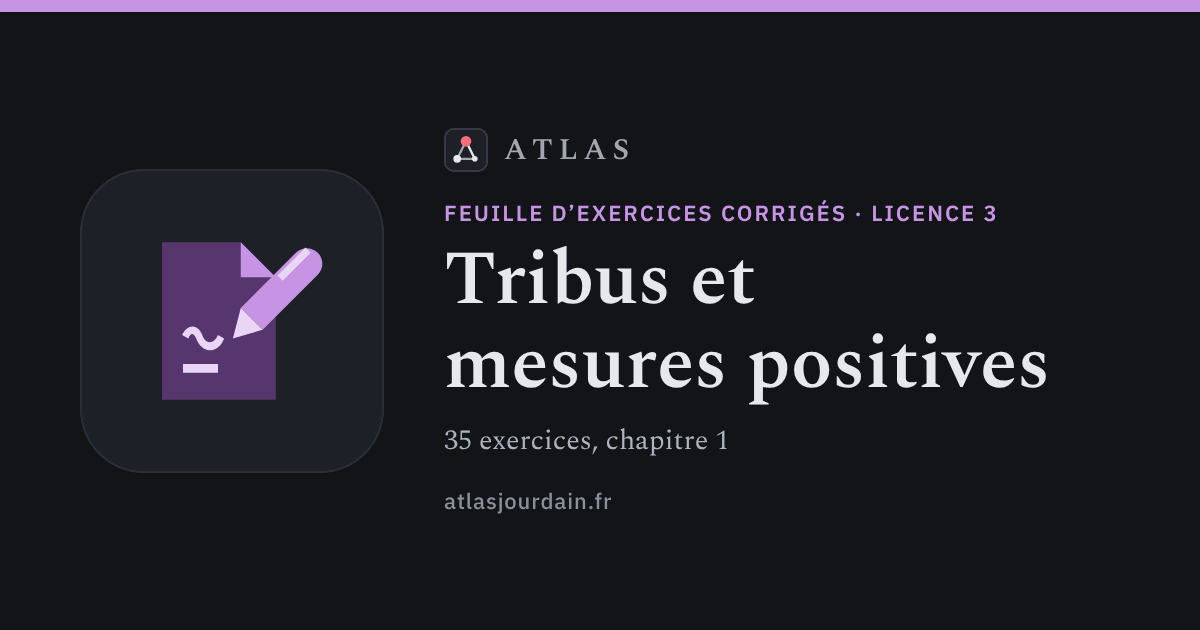 ATLAS
FEUILLE D’EXERCICES CORRIGÉS · LICENCE 3
Tribus et
mesures positives
35 exercices, chapitre 1
atlasjourdain.fr